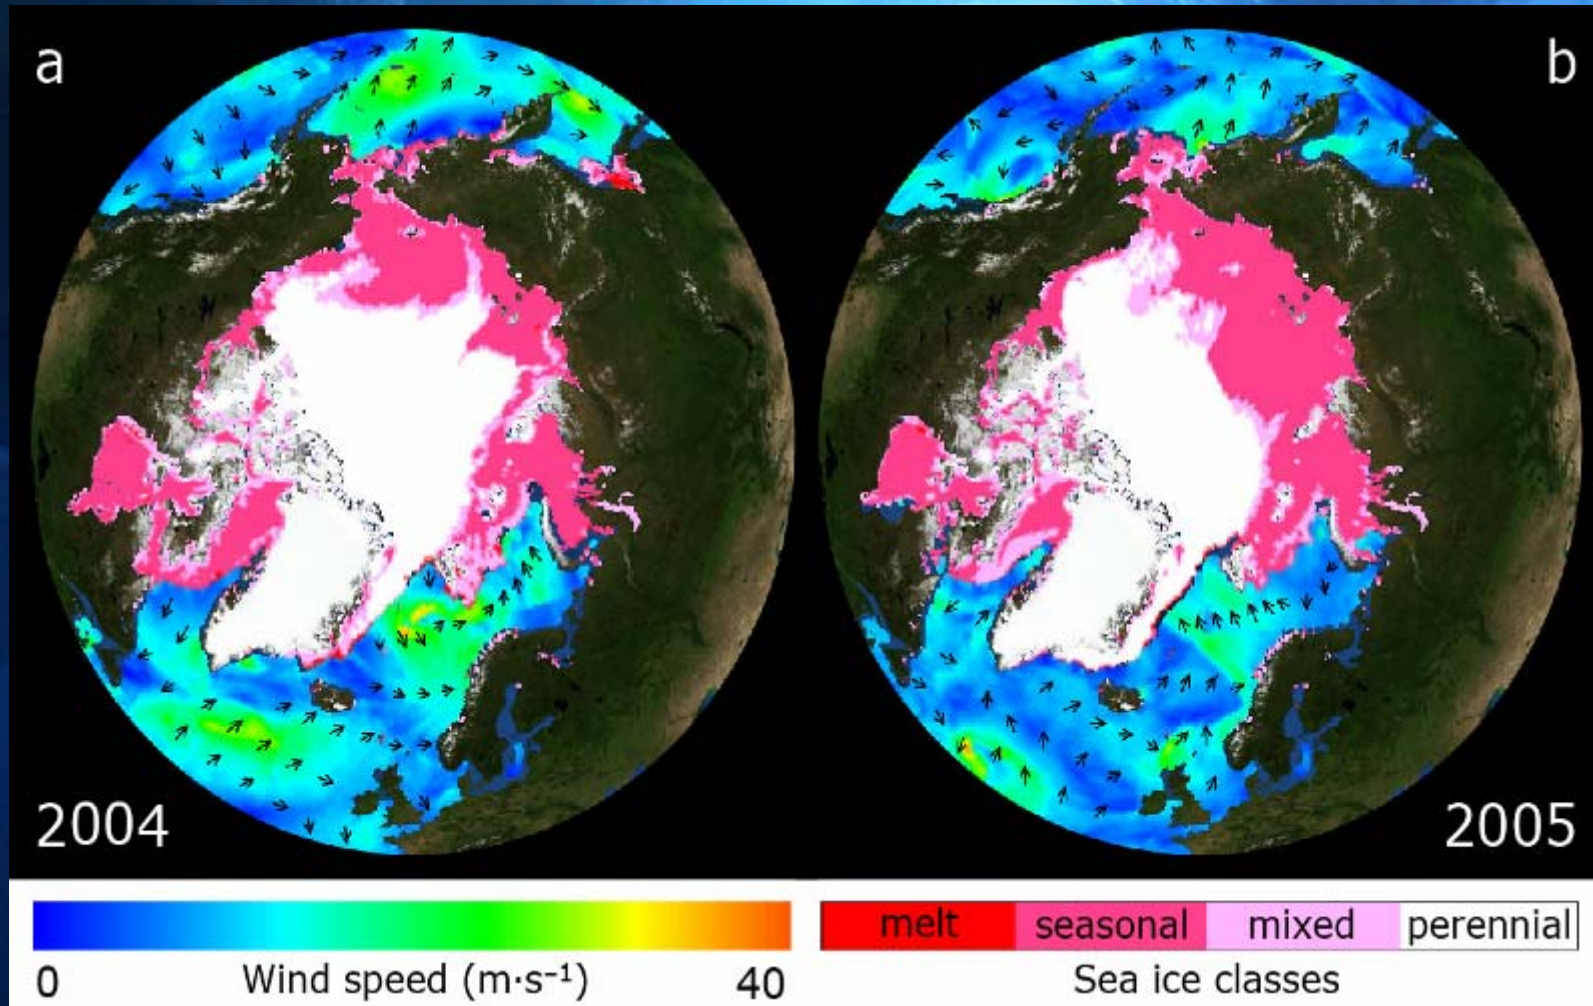 a
b
2004
2005
melt seasonal mixed perennial
0 Wind speed (m·s⁻¹) 40
Sea ice classes